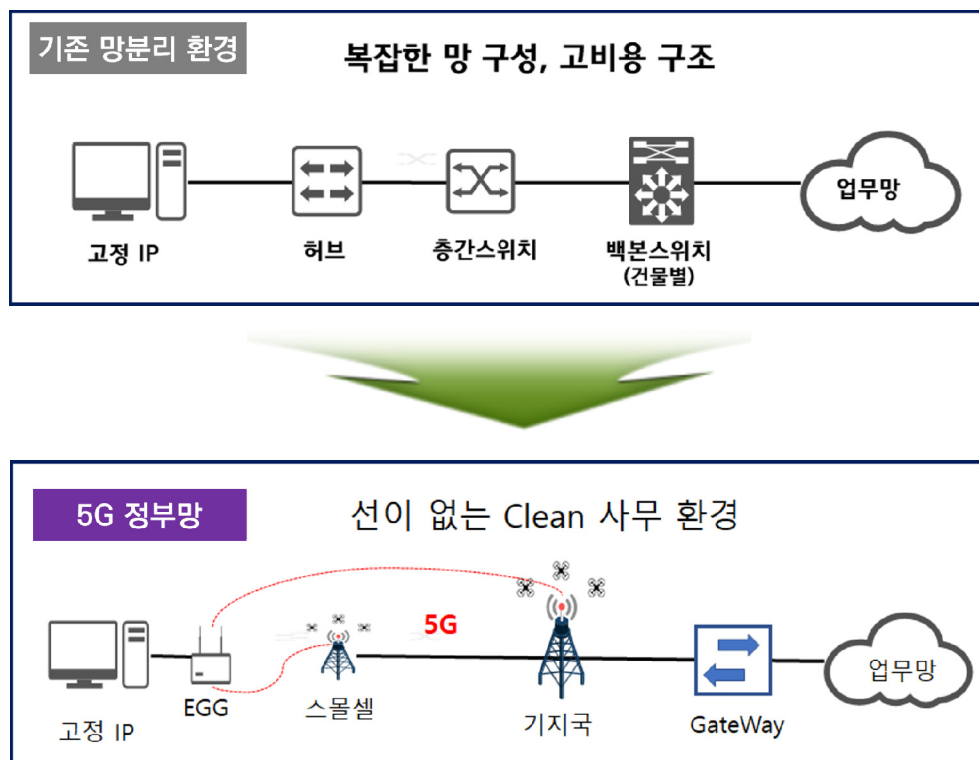 기존 망분리 환경
복잡한 망 구성, 고비용 구조
고정 IP
허브
층간스위치
백본스위치
(건물별)
업무망
5G 정부망
선이 없는 Clean 사무 환경
5G
고정 IP
EGG
스몰셀
기지국
GateWay
업무망